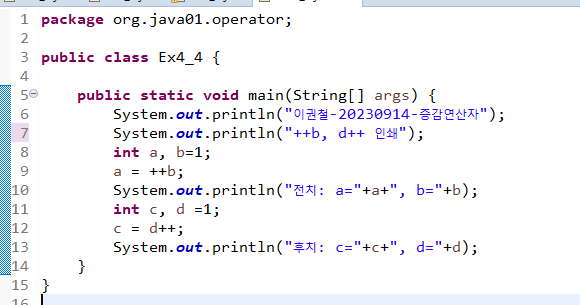 1 package org.java01.operator;
2
3 public class Ex4_4 {
4
5 public static void main(String[] args) {
6 System.out.println("이권철-20230914-증감연산자");
7 System.out.println("++b, d++ 인쇄");
8 int a, b=1;
9 a = ++b;
10 System.out.println("전치: a="+a+", b="+b);
11 int c, d =1;
12 c = d++;
13 System.out.println("후치: c="+c+", d="+d);
14 }
15 }
16